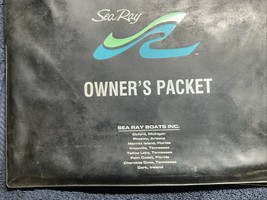 Sea Ray
OWNER'S PACKET
SEA RAY BOATS INC.
Oxford, Michigan
Phoenix, Arizona
Merritt Island, Florida
Knoxville, Tennessee
Tellico Lake, Tennessee
Palm Coast, Florida
Cherokee Cove, Tennessee
Cork, Ireland